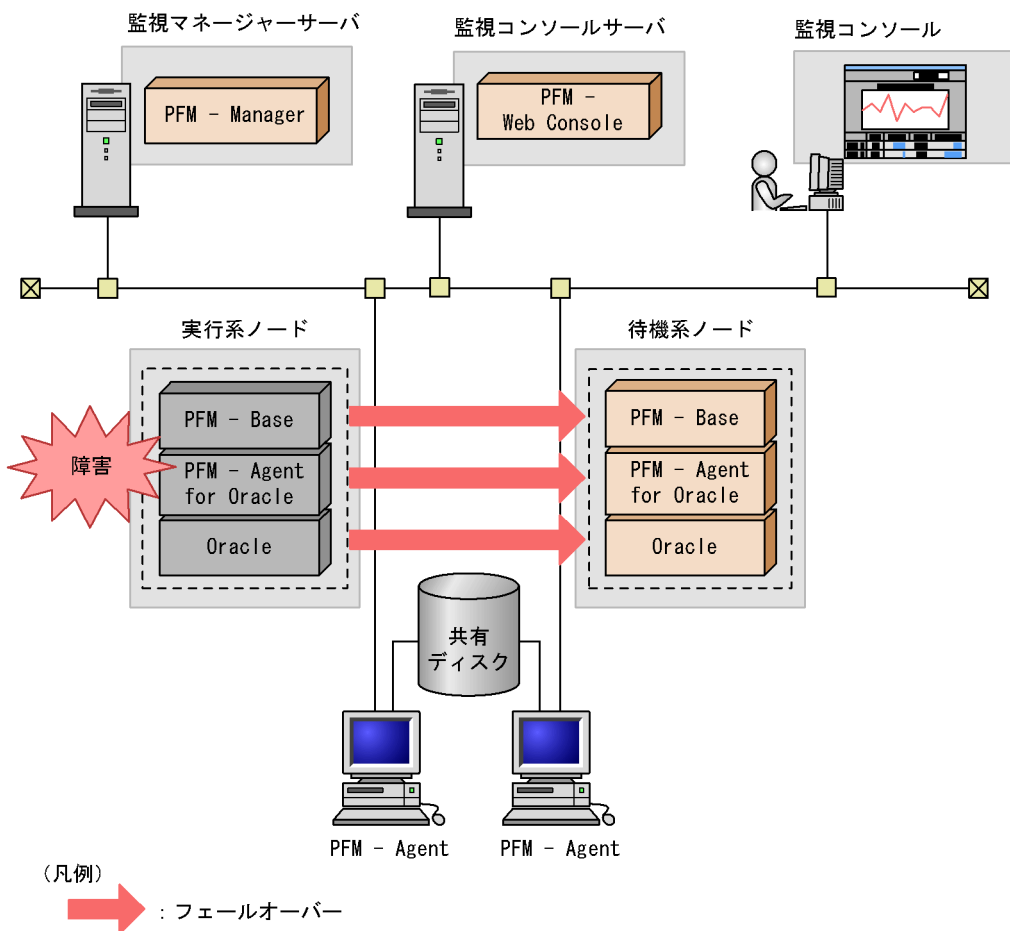 監視マネージャーサーバ
監視コンソールサーバ
監視コンソール
PFM - Manager
PFM -
Web Console
実行系ノード
待機系ノード
障害
PFM - Base
PFM - Agent
for Oracle
Oracle
PFM - Base
PFM - Agent
for Oracle
Oracle
共有
ディスク
PFM - Agent
PFM - Agent
(凡例)
: フェールオーバー